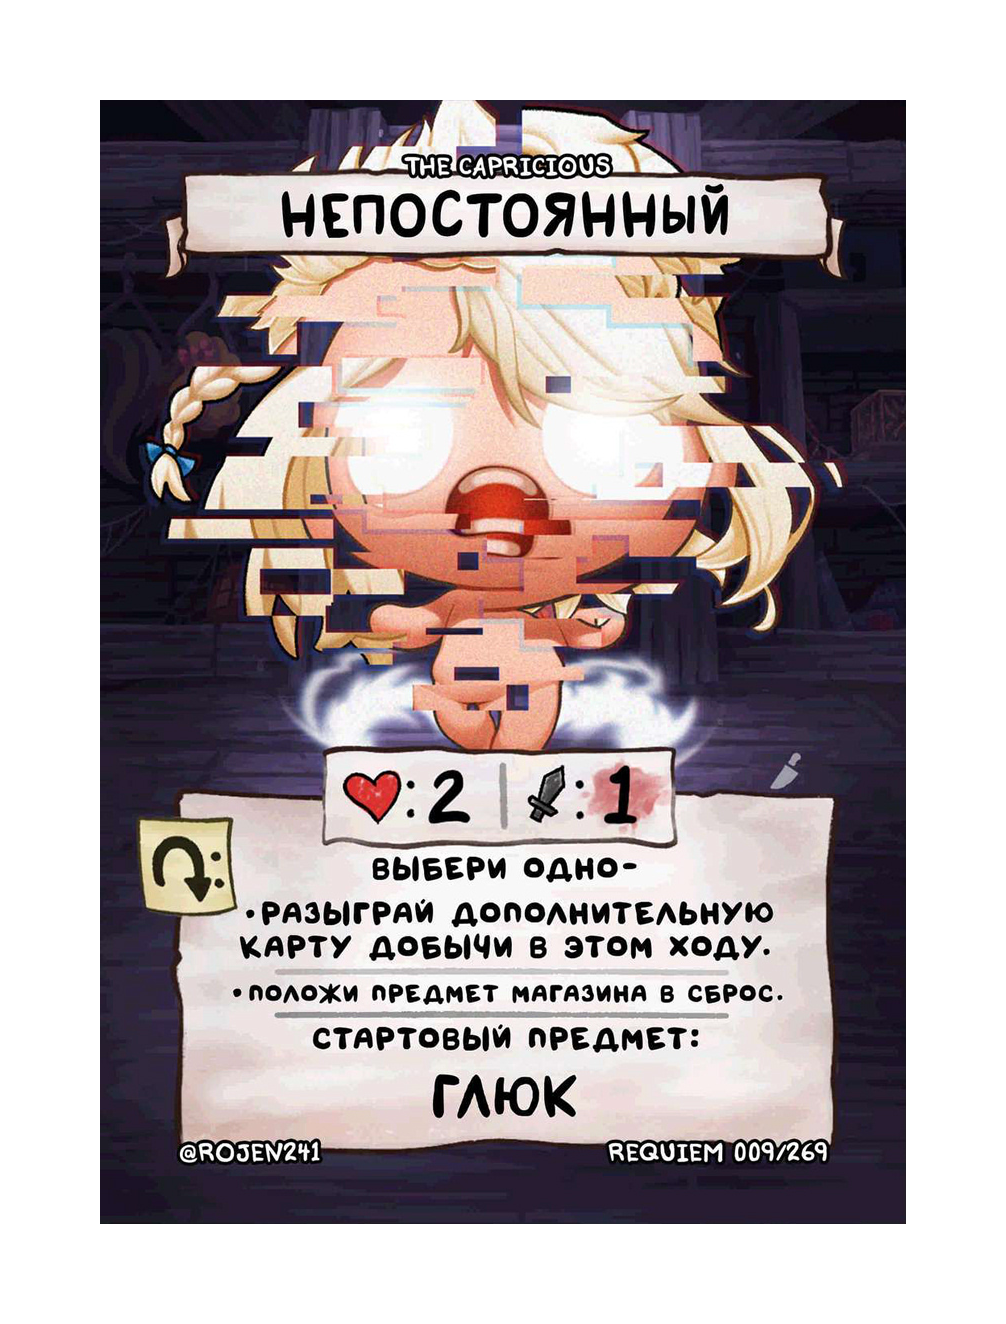 THE CAPRICIOUS
НЕПОСТОЯННЫЙ
:2 | :1
ВЫБЕРИ ОДНО-
•РАЗЫГРАЙ ДОПОЛНИТЕЛЬНУЮ
КАРТУ ДОБЫЧИ В ЭТОМ ХОДУ.
•ПОЛОЖИ ПРЕДМЕТ МАГАЗИНА В СБРОС.
СТАРТОВЫЙ ПРЕДМЕТ:
ГЛЮК
@ROJEN241
REQUIEM 009/269